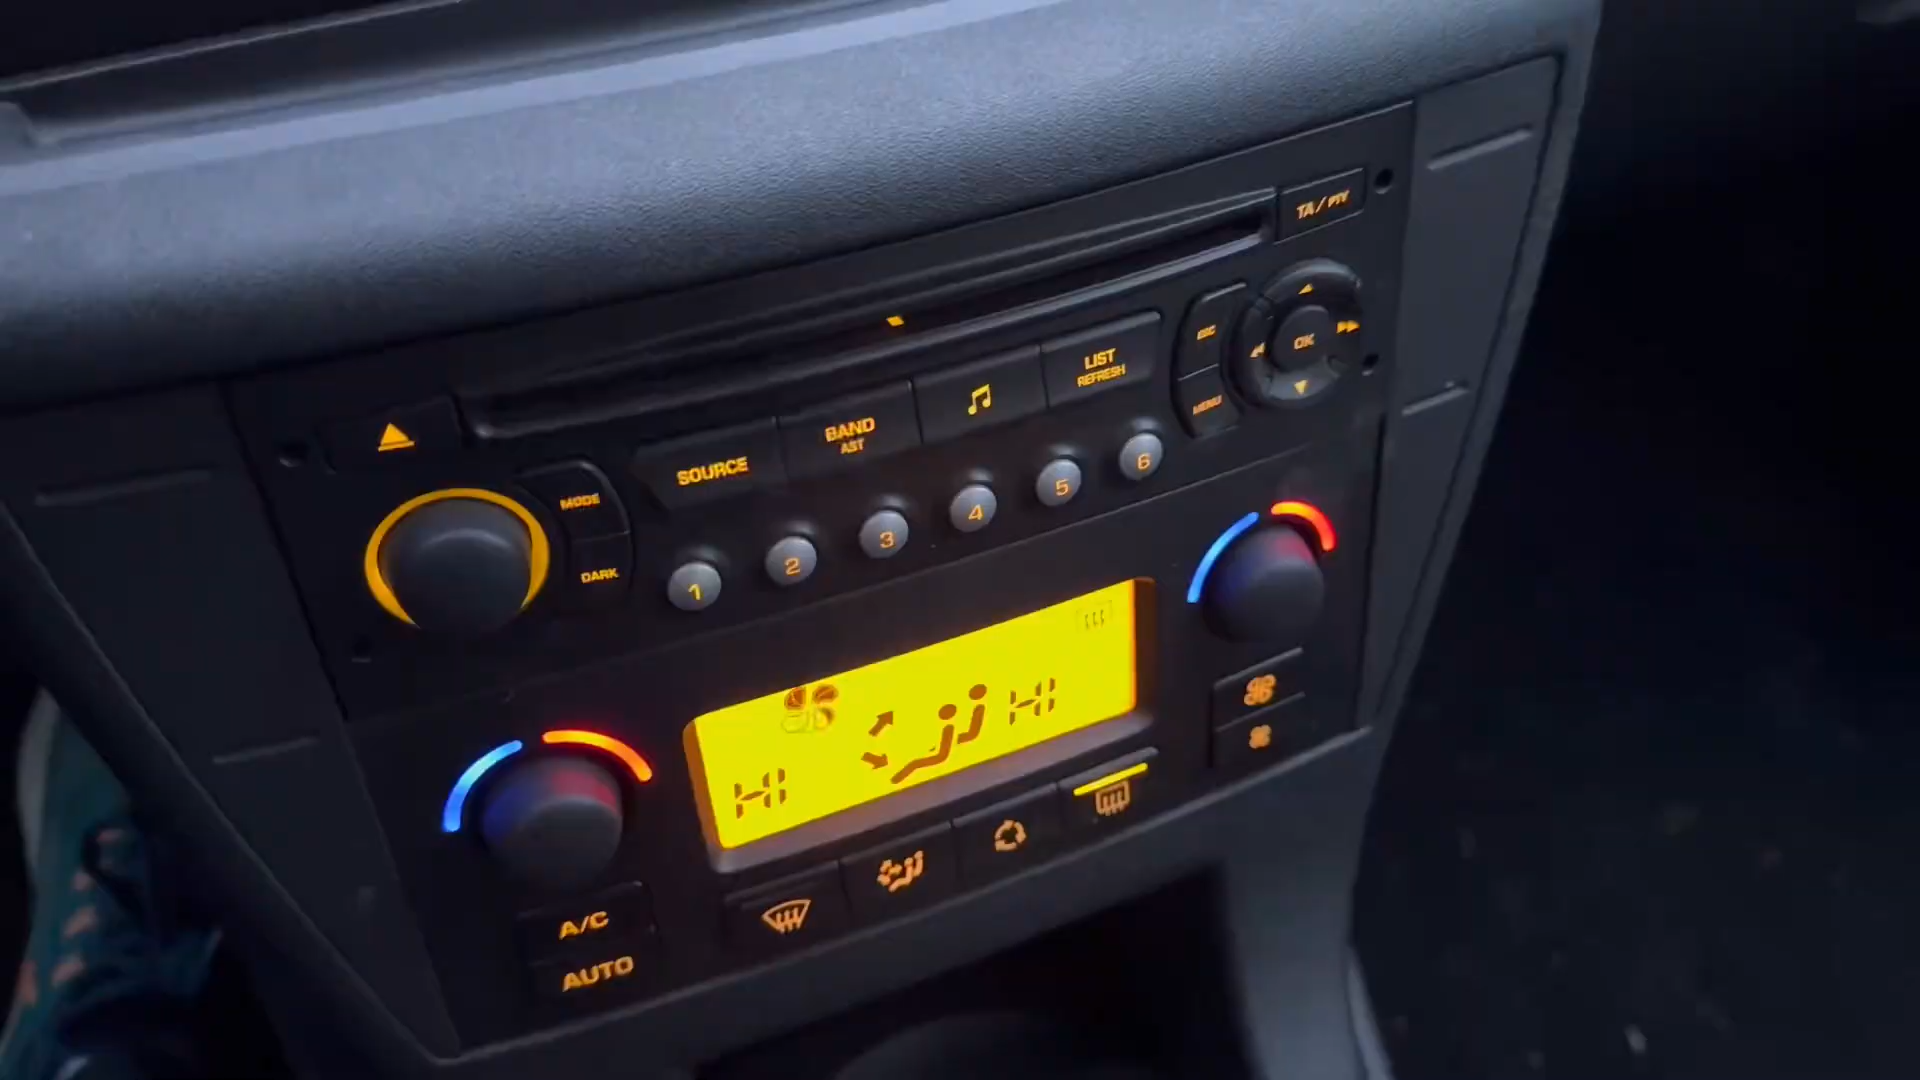 TA / PTY
ESC
OK
MENU
LIST
REFRESH
BAND
AST
SOURCE
MODE
DARK
1 2 3 4 5 6
HI HI
A/C
AUTO